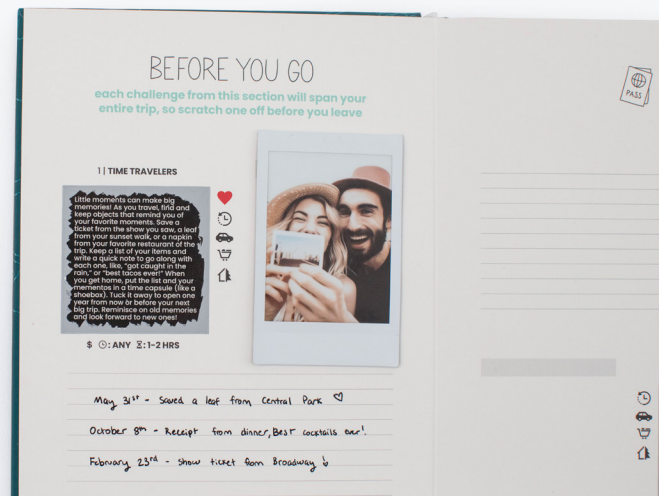 BEFORE YOU GO
each challenge from this section will span your
entire trip, so scratch one off before you leave
1 | TIME TRAVELERS
Little moments can make big
memories! As you travel, find and
keep objects that remind you of
your favorite moments. Save a
ticket from the show you saw, a leaf
from your sunset walk, or a napkin
from your favorite restaurant of the
trip. Keep a list of your items and
write a quick note to go along with
each one, like, "got caught in the
rain," or "best tacos ever!" When
you get home, put the list and your
mementos in a time capsule (like a
shoebox). Tuck it away to open one
year from now or before your next
big trip. Reminisce on old memories
and look forward to new ones!
$ : ANY : 1-2 HRS
May 31st - Saved a leaf from Central Park
October 8th - Receipt from dinner, Best cocktails ever!
February 23rd - Show ticket from Broadway
PASS